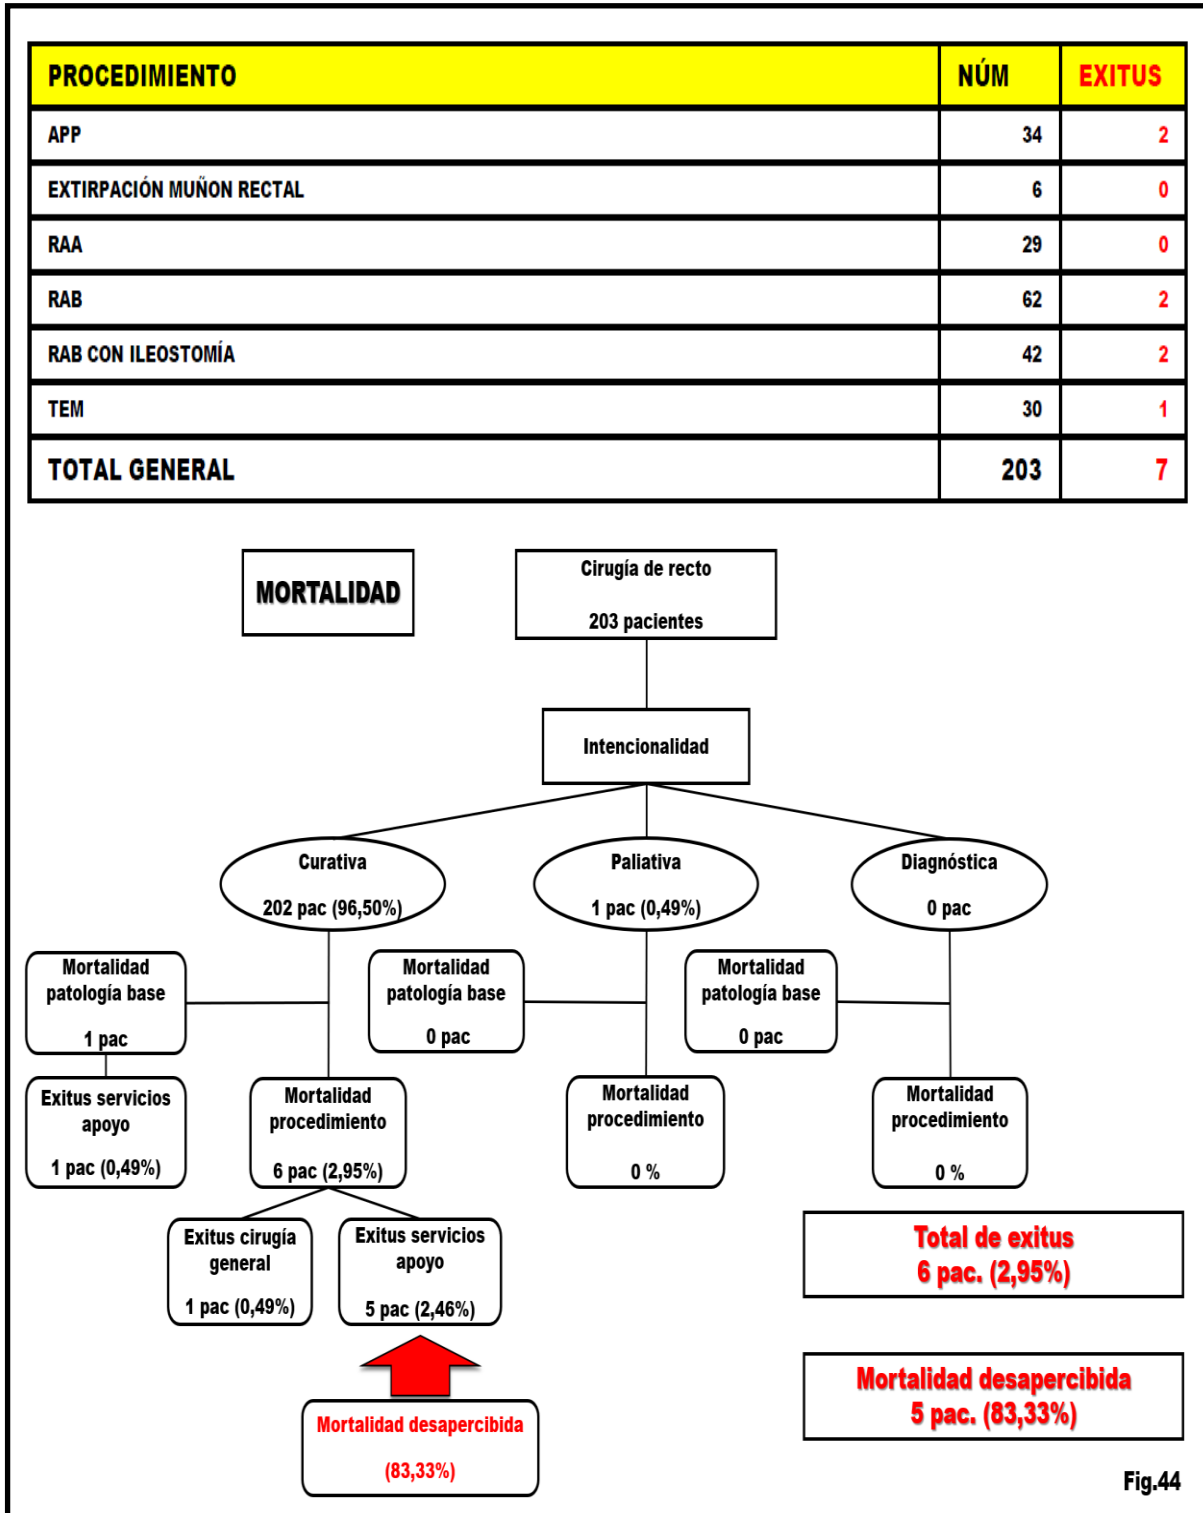 PROCEDIMIENTO NÚM EXITUS
APP 34 2
EXTIRPACIÓN MUÑON RECTAL 6 0
RAA 29 0
RAB 62 2
RAB CON ILEOSTOMÍA 42 2
TEM 30 1
TOTAL GENERAL 203 7
MORTALIDAD
Cirugía de recto
203 pacientes
Intencionalidad
Curativa
202 pac (96,50%)
Paliativa
1 pac (0,49%)
Diagnóstica
0 pac
Mortalidad
patología base
1 pac
Mortalidad
patología base
0 pac
Mortalidad
patología base
0 pac
Exitus servicios
apoyo
1 pac (0,49%)
Mortalidad
procedimiento
6 pac (2,95%)
Mortalidad
procedimiento
0 %
Mortalidad
procedimiento
0 %
Exitus cirugía
general
1 pac (0,49%)
Exitus servicios
apoyo
5 pac (2,46%)
Total de exitus
6 pac. (2,95%)
Mortalidad desapercibida
(83,33%)
Mortalidad desapercibida
5 pac. (83,33%)
Fig.44